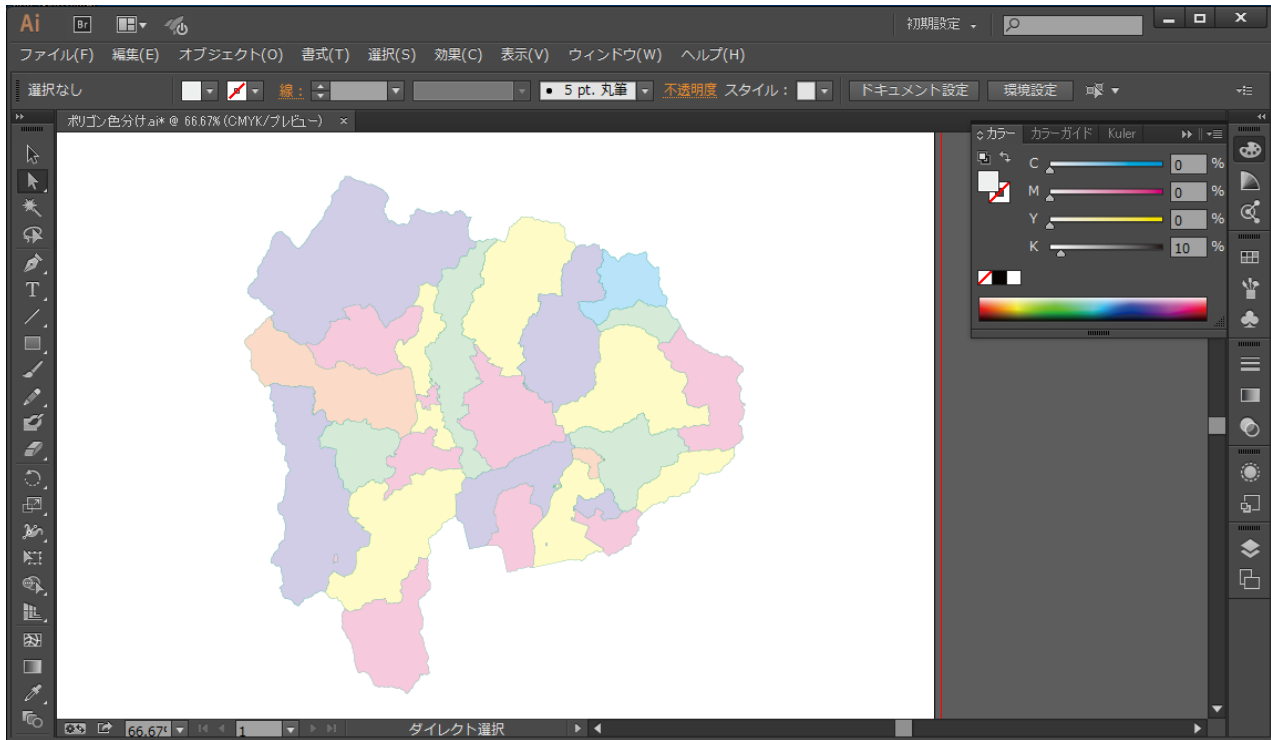 Ai Br 初期設定
ファイル(F) 編集(E) オブジェクト(O) 書式(T) 選択(S) 効果(C) 表示(V) ウィンドウ(W) ヘルプ(H)
選択なし 線： 5 pt. 丸筆 不透明度 スタイル： ドキュメント設定 環境設定
ポリゴン色分け.ai* @ 66.67% (CMYK/プレビュー) ×
カラー カラーガイド Kuler
C 0 %
M 0 %
Y 0 %
K 10 %
T
66.67% 1 ダイレクト選択